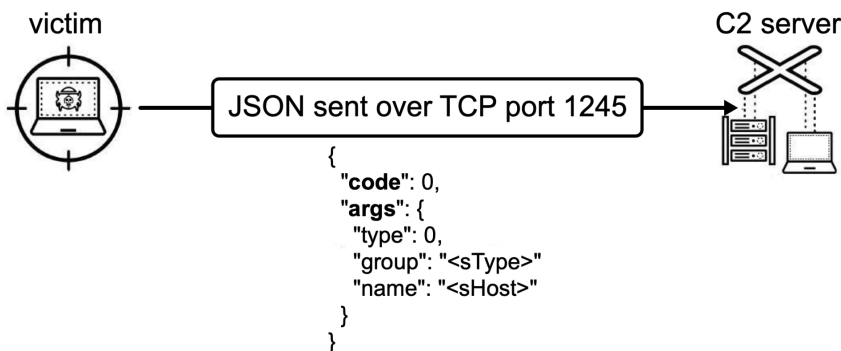 victim
C2 server
JSON sent over TCP port 1245
{
"code": 0,
"args": {
"type": 0,
"group": "<sType>"
"name": "<sHost>"
}
}